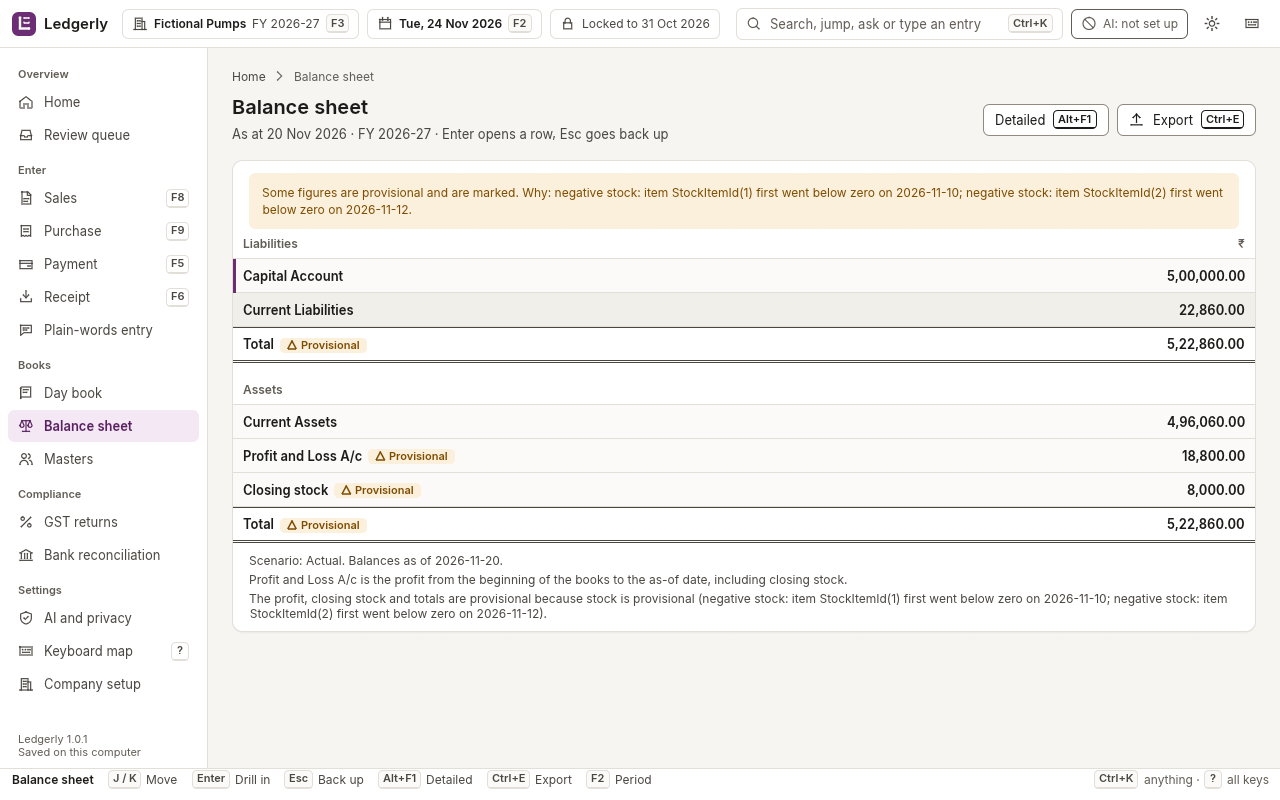 Ledgerly
Fictional Pumps FY 2026-27 F3
Tue, 24 Nov 2026 F2
Locked to 31 Oct 2026
Search, jump, ask or type an entry Ctrl+K
AI: not set up
Overview
Home
Review queue
Enter
Sales F8
Purchase F9
Payment F5
Receipt F6
Plain-words entry
Books
Day book
Balance sheet
Masters
Compliance
GST returns
Bank reconciliation
Settings
AI and privacy
Keyboard map ?
Company setup
Ledgerly 1.0.1
Saved on this computer
Home > Balance sheet
Balance sheet
As at 20 Nov 2026 · FY 2026-27 · Enter opens a row, Esc goes back up
Detailed Alt+F1
Export Ctrl+E
Some figures are provisional and are marked. Why: negative stock: item StockItemId(1) first went below zero on 2026-11-10; negative stock: item StockItemId(2) first went
below zero on 2026-11-12.
Liabilities ₹
Capital Account 5,00,000.00
Current Liabilities 22,860.00
Total Provisional 5,22,860.00
Assets
Current Assets 4,96,060.00
Profit and Loss A/c Provisional 18,800.00
Closing stock Provisional 8,000.00
Total Provisional 5,22,860.00
Scenario: Actual. Balances as of 2026-11-20.
Profit and Loss A/c is the profit from the beginning of the books to the as-of date, including closing stock.
The profit, closing stock and totals are provisional because stock is provisional (negative stock: item StockItemId(1) first went below zero on 2026-11-10; negative stock: item
StockItemId(2) first went below zero on 2026-11-12).
Balance sheet J / K Move Enter Drill in Esc Back up Alt+F1 Detailed Ctrl+E Export F2 Period Ctrl+K anything · ? all keys